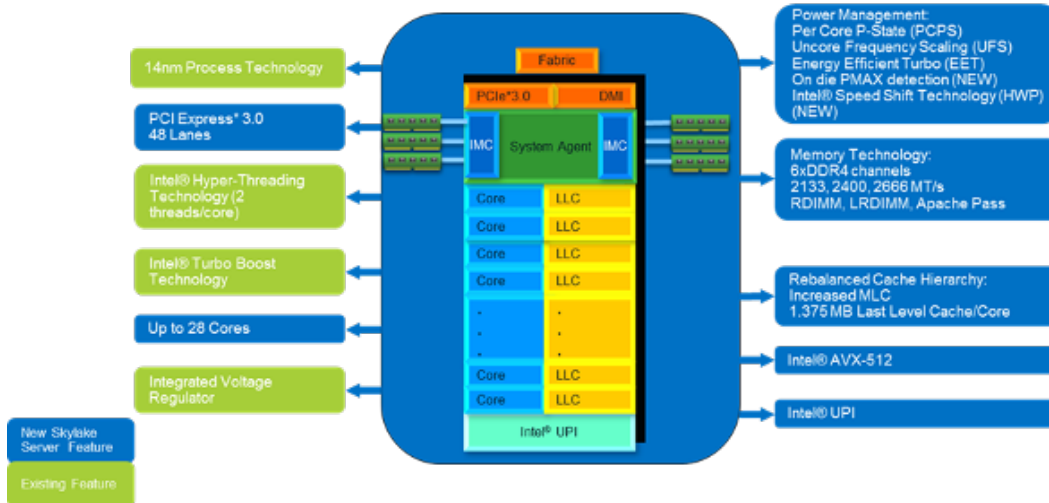 14nm Process Technology
PCI Express* 3.0
48 Lanes
Intel® Hyper-Threading
Technology (2
threads/core)
Intel® Turbo Boost
Technology
Up to 28 Cores
Integrated Voltage
Regulator
New Skylake
Server Feature
Existing Feature
Fabric
PCIe*3.0 DMI
IMC System Agent IMC
Core LLC
Core LLC
Core LLC
Core LLC
. .
. .
. .
Core LLC
Core LLC
Intel® UPI
Power Management:
Per Core P-State (PCPS)
Uncore Frequency Scaling (UFS)
Energy Efficient Turbo (EET)
On die PMAX detection (NEW)
Intel® Speed Shift Technology (HWP)
(NEW)
Memory Technology:
6xDDR4 channels
2133, 2400, 2666 MT/s
RDIMM, LRDIMM, Apache Pass
Rebalanced Cache Hierarchy:
Increased MLC
1.375 MB Last Level Cache/Core
Intel® AVX-512
Intel® UPI